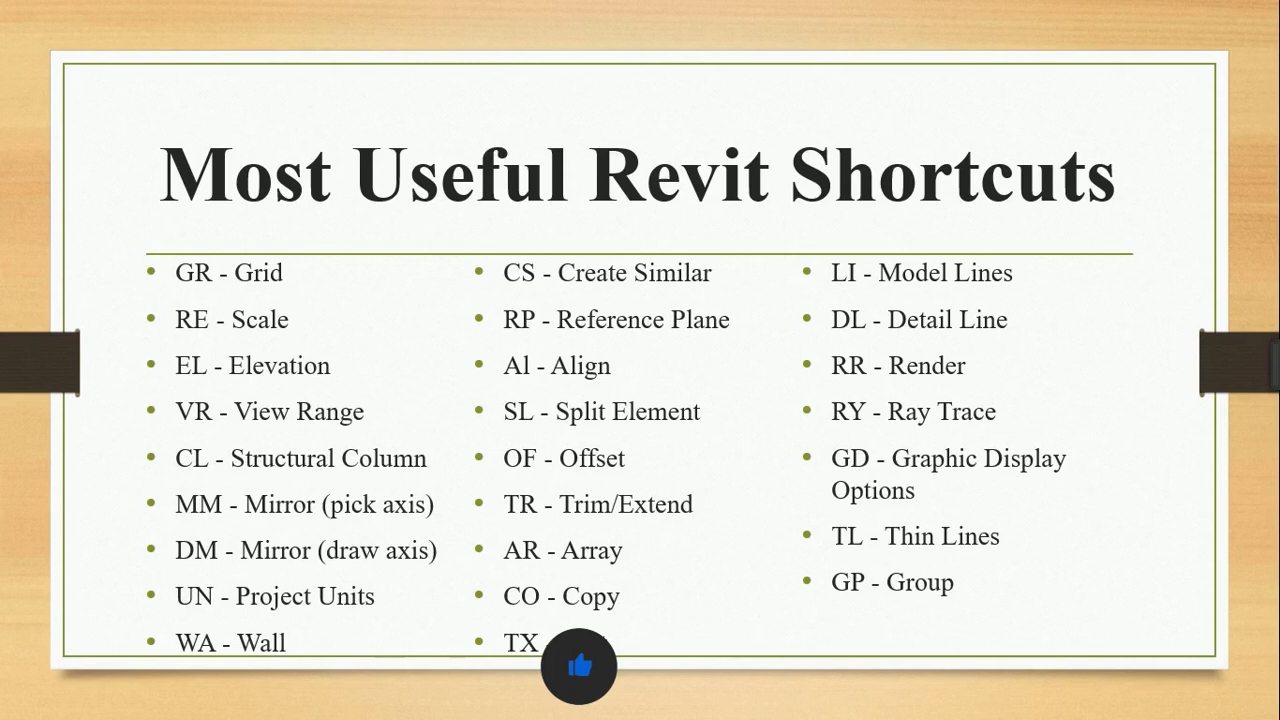 Most Useful Revit Shortcuts
• GR - Grid
• RE - Scale
• EL - Elevation
• VR - View Range
• CL - Structural Column
• MM - Mirror (pick axis)
• DM - Mirror (draw axis)
• UN - Project Units
• WA - Wall
• CS - Create Similar
• RP - Reference Plane
• Al - Align
• SL - Split Element
• OF - Offset
• TR - Trim/Extend
• AR - Array
• CO - Copy
• TX
• LI - Model Lines
• DL - Detail Line
• RR - Render
• RY - Ray Trace
• GD - Graphic Display
Options
• TL - Thin Lines
• GP - Group